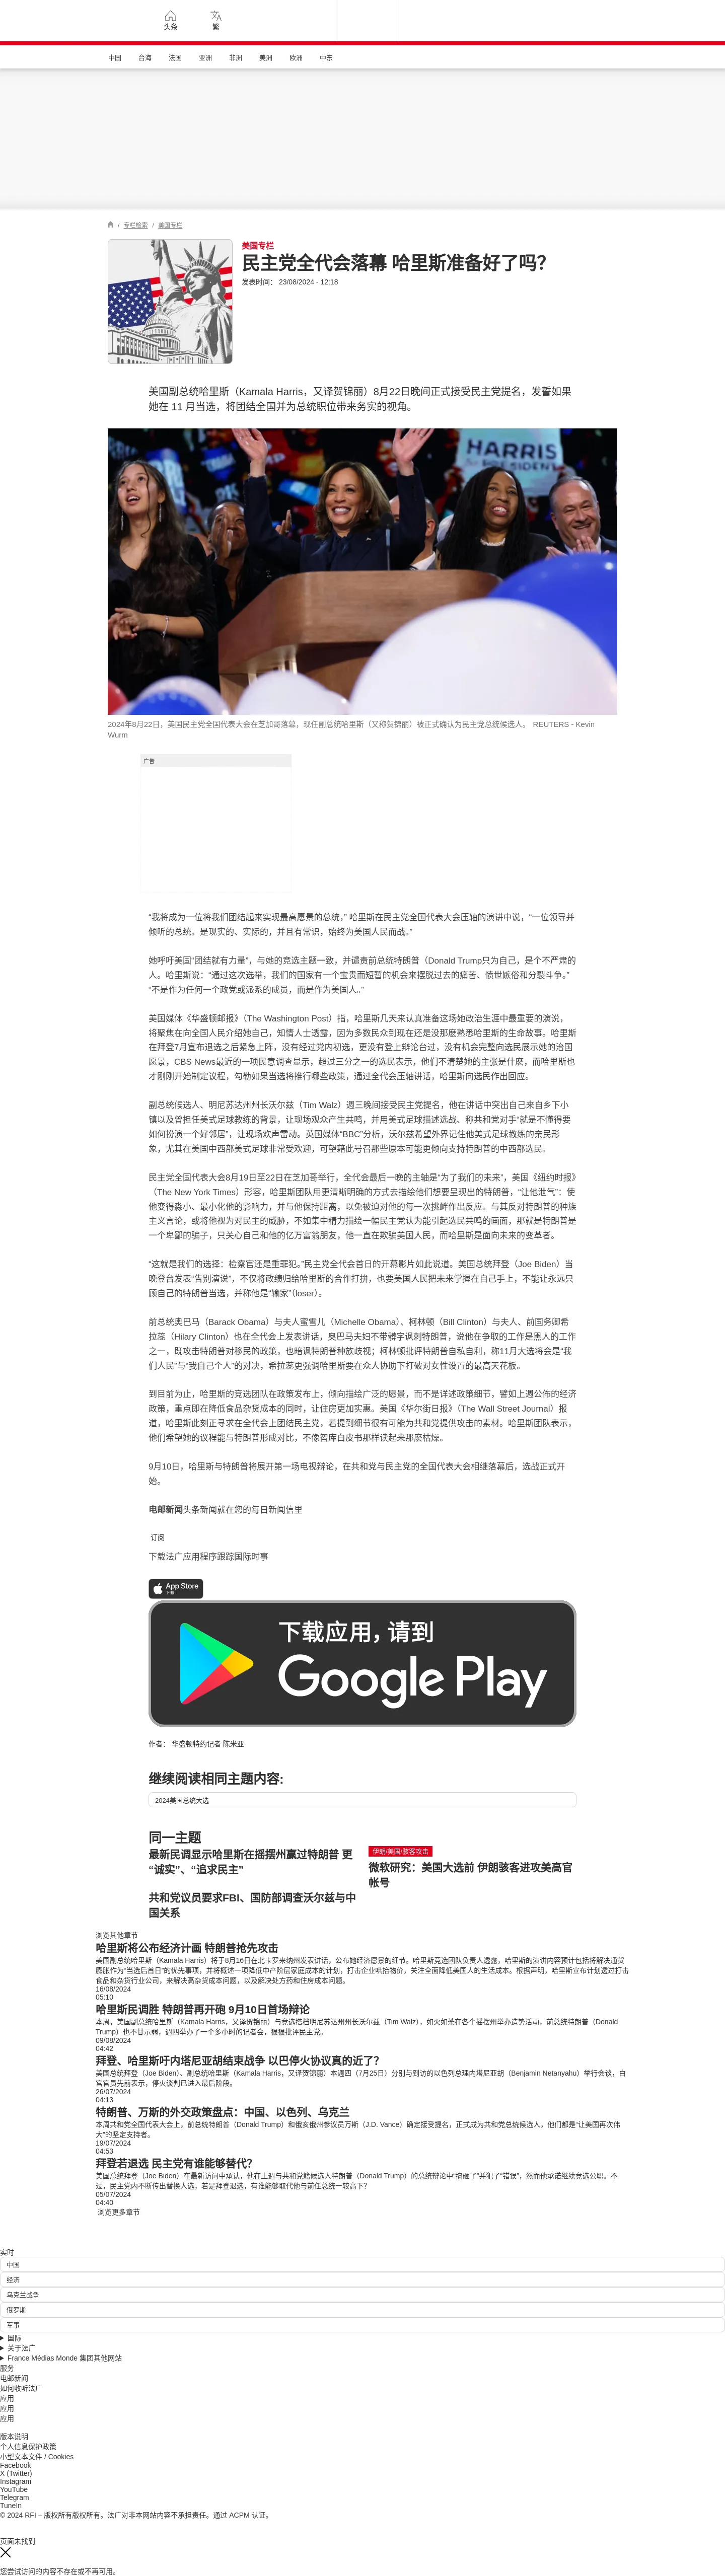 头条
繁
中国
台海
法国
亚洲
非洲
美洲
欧洲
中东
/ 专栏检索 / 美国专栏
美国专栏
民主党全代会落幕 哈里斯准备好了吗？
发表时间： 23/08/2024 - 12:18
美国副总统哈里斯（Kamala Harris，又译贺锦丽）8月22日晚间正式接受民主党提名，发誓如果
她在 11 月当选，将团结全国并为总统职位带来务实的视角。
HARRIS
2024年8月22日，美国民主党全国代表大会在芝加哥落幕，现任副总统哈里斯（又称贺锦丽）被正式确认为民主党总统候选人。 REUTERS - Kevin
Wurm
广告
“我将成为一位将我们团结起来实现最高愿景的总统，” 哈里斯在民主党全国代表大会压轴的演讲中说，“一位领导并
倾听的总统。是现实的、实际的，并且有常识，始终为美国人民而战。”
她呼吁美国“团结就有力量”，与她的竞选主题一致，并谴责前总统特朗普（Donald Trump只为自己，是个不严肃的
人。哈里斯说：“通过这次选举，我们的国家有一个宝贵而短暂的机会来摆脱过去的痛苦、愤世嫉俗和分裂斗争。”
“不是作为任何一个政党或派系的成员，而是作为美国人。”
美国媒体《华盛顿邮报》（The Washington Post）指，哈里斯几天来认真准备这场她政治生涯中最重要的演说，
将聚焦在向全国人民介绍她自己，知情人士透露，因为多数民众到现在还是没那麽熟悉哈里斯的生命故事。哈里斯
在拜登7月宣布退选之后紧急上阵，没有经过党内初选，更没有登上辩论台过，没有机会完整向选民展示她的治国
愿景，CBS News最近的一项民意调查显示，超过三分之一的选民表示，他们不清楚她的主张是什麽，而哈里斯也
才刚刚开始制定议程，勾勒如果当选将推行哪些政策，通过全代会压轴讲话，哈里斯向选民作出回应。
副总统候选人、明尼苏达州州长沃尔兹（Tim Walz）週三晚间接受民主党提名，他在讲话中突出自己来自乡下小
镇以及曾担任美式足球教练的背景，让现场观众产生共鸣，并用美式足球描述选战、称共和党对手“就是不懂得要
如何扮演一个好邻居”，让现场欢声雷动。英国媒体“BBC”分析，沃尔兹希望外界记住他美式足球教练的亲民形
象，尤其在美国中西部美式足球非常受欢迎，可望藉此号召那些原本可能更倾向支持特朗普的中西部选民。
民主党全国代表大会8月19日至22日在芝加哥举行，全代会最后一晚的主轴是“为了我们的未来”，美国《纽约时报》
（The New York Times）形容，哈里斯团队用更清晰明确的方式去描绘他们想要呈现出的特朗普，“让他泄气”：使
他变得淼小、最小化他的影响力，并与他保持距离，以免被迫对他的每一次挑衅作出反应。与其反对特朗普的种族
主义言论，或将他视为对民主的威胁，不如集中精力描绘一幅民主党认为能引起选民共鸣的画面，那就是特朗普是
一个卑鄙的骗子，只关心自己和他的亿万富翁朋友，他一直在欺骗美国人民，而哈里斯是面向未来的变革者。
“这就是我们的选择：检察官还是重罪犯。”民主党全代会首日的开幕影片如此说道。美国总统拜登（Joe Biden）当
晚登台发表“告别演说”，不仅将政绩归给哈里斯的合作打拚，也要美国人民把未来掌握在自己手上，不能让永远只
顾自己的特朗普当选，并称他是“输家”（loser）。
前总统奥巴马（Barack Obama）与夫人蜜雪儿（Michelle Obama）、柯林顿（Bill Clinton）与夫人、前国务卿希
拉蕊（Hilary Clinton）也在全代会上发表讲话，奥巴马夫妇不带髒字讽刺特朗普，说他在争取的工作是黑人的工作
之一，既攻击特朗普对移民的政策，也暗讽特朗普种族歧视；柯林顿批评特朗普自私自利，称11月大选将会是“我
们人民”与“我自己个人”的对决，希拉蕊更强调哈里斯要在众人协助下打破对女性设置的最高天花板。
到目前为止，哈里斯的竞选团队在政策发布上，倾向描绘广泛的愿景，而不是详述政策细节，譬如上週公佈的经济
政策，重点即在降低食品杂货成本的同时，让住房更加实惠。美国《华尔街日报》（The Wall Street Journal）报
道，哈里斯此刻正寻求在全代会上团结民主党，若提到细节很有可能为共和党提供攻击的素材。哈里斯团队表示，
他们希望她的议程能与特朗普形成对比，不像智库白皮书那样读起来那麽枯燥。
9月10日，哈里斯与特朗普将展开第一场电视辩论，在共和党与民主党的全国代表大会相继落幕后，选战正式开
始。
电邮新闻头条新闻就在您的每日新闻信里
订阅
下载法广应用程序跟踪国际时事
App Store
下载
下载应用，请到
Google Play
作者： 华盛顿特约记者 陈米亚
继续阅读相同主题内容:
2024美国总统大选
同一主题
最新民调显示哈里斯在摇摆州赢过特朗普 更
“诚实”、“追求民主”
伊朗/美国/骇客攻击
微软研究：美国大选前 伊朗骇客进攻美高官
帐号
共和党议员要求FBI、国防部调查沃尔兹与中
国关系
浏览其他章节
哈里斯将公布经济计画 特朗普抢先攻击
美国副总统哈里斯（Kamala Harris）将于8月16日在北卡罗来纳州发表讲话，公布她经济愿景的细节。哈里斯竞选团队负责人透露，哈里斯的演讲内容预计包括将解决通货
膨胀作为“当选后首日”的优先事项，并将概述一项降低中产阶层家庭成本的计划，打击企业哄抬物价，关注全面降低美国人的生活成本。根据声明，哈里斯宣布计划透过打击
食品和杂货行业公司，来解决高杂货成本问题，以及解决处方药和住房成本问题。
16/08/2024
05:10
哈里斯民调胜 特朗普再开砲 9月10日首场辩论
本周，美国副总统哈里斯（Kamala Harris，又译贺锦丽）与竞选搭档明尼苏达州州长沃尔兹（Tim Walz），如火如荼在各个摇摆州举办造势活动，前总统特朗普（Donald
Trump）也不甘示弱，週四举办了一个多小时的记者会，狠狠批评民主党。
09/08/2024
04:42
拜登、哈里斯吁内塔尼亚胡结束战争 以巴停火协议真的近了？
美国总统拜登（Joe Biden）、副总统哈里斯（Kamala Harris，又译贺锦丽）本週四（7月25日）分别与到访的以色列总理内塔尼亚胡（Benjamin Netanyahu）举行会谈，白
宫官员先前表示，停火谈判已进入最后阶段。
26/07/2024
04:13
特朗普、万斯的外交政策盘点：中国、以色列、乌克兰
本周共和党全国代表大会上，前总统特朗普（Donald Trump）和俄亥俄州参议员万斯（J.D. Vance）确定接受提名，正式成为共和党总统候选人，他们都是“让美国再次伟
大”的坚定支持者。
19/07/2024
04:53
拜登若退选 民主党有谁能够替代？
美国总统拜登（Joe Biden）在最新访问中承认，他在上週与共和党籍候选人特朗普（Donald Trump）的总统辩论中“搞砸了”并犯了“错误”，然而他承诺继续竞选公职。不
过，民主党内不断传出替换人选，若是拜登退选，有谁能够取代他与前任总统一较高下？
05/07/2024
04:40
浏览更多章节
实时
中国
经济
乌克兰战争
俄罗斯
军事
国际
关于法广
France Médias Monde 集团其他网站
服务
电邮新闻
如何收听法广
应用
应用
应用
版本说明
个人信息保护政策
小型文本文件 / Cookies
Facebook
X (Twitter)
Instagram
YouTube
Telegram
TuneIn
© 2024 RFI – 版权所有版权所有。法广对非本网站内容不承担责任。通过 ACPM 认证。
页面未找到
您尝试访问的内容不存在或不再可用。